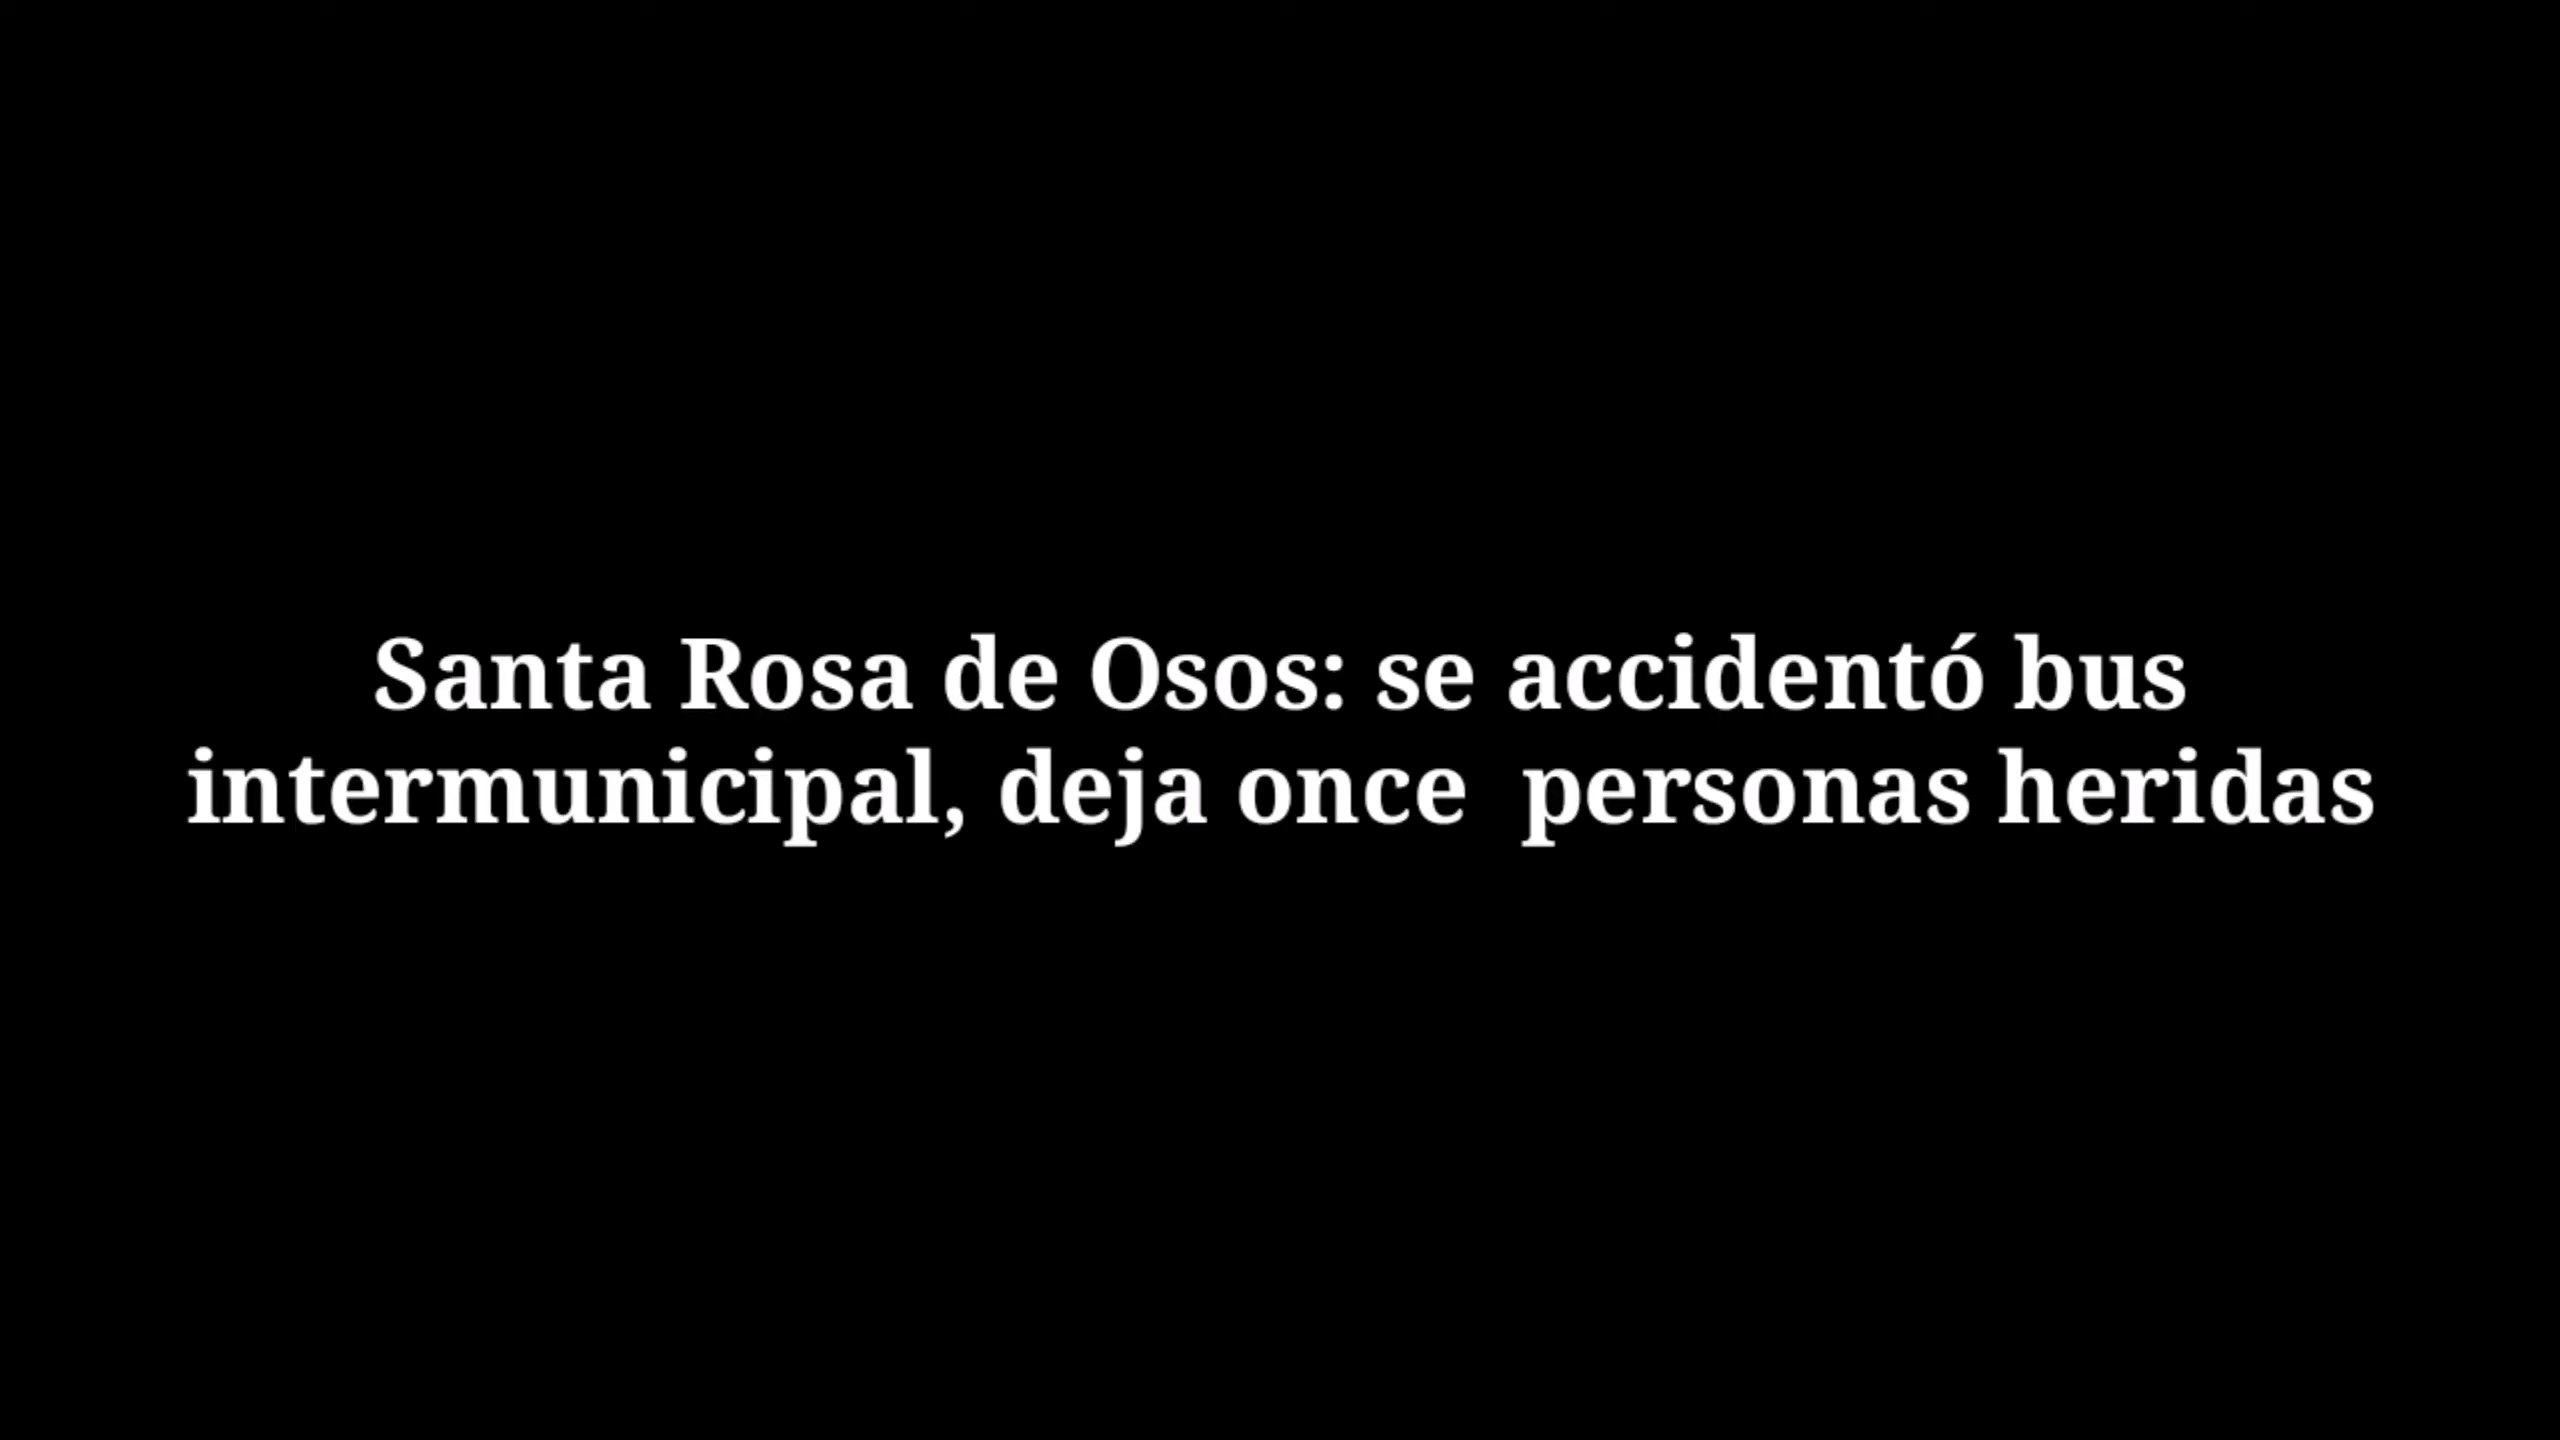 Santa Rosa de Osos: se accidentó bus
intermunicipal, deja once  personas heridas